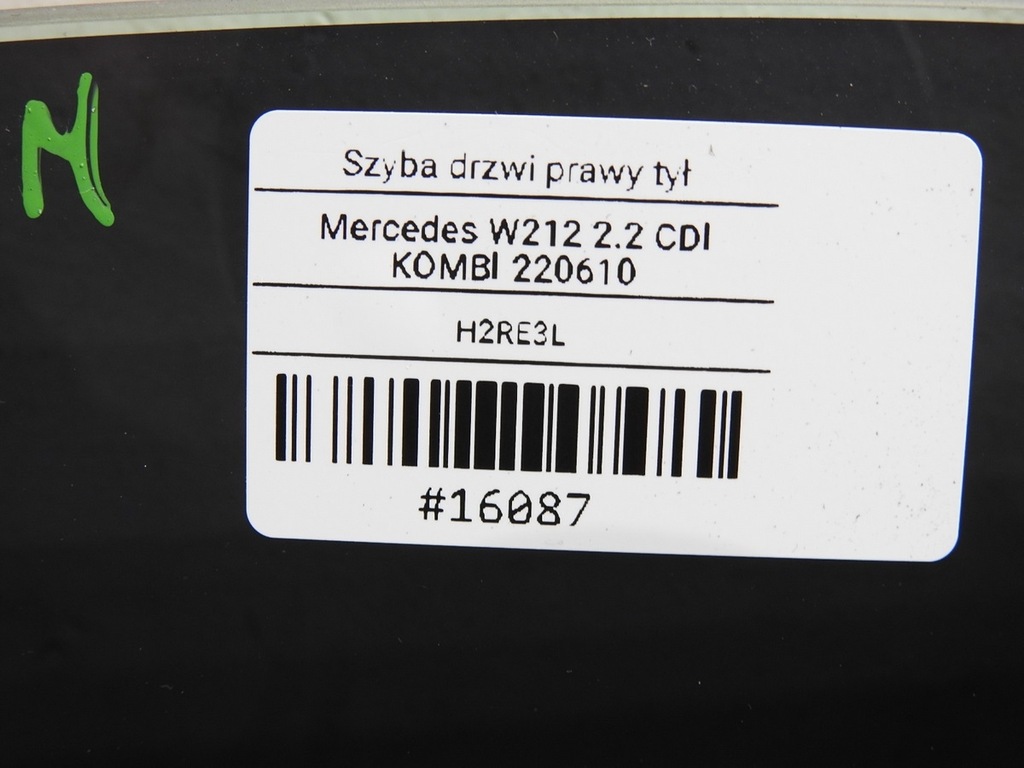 N
Szyba drzwi prawy tył
Mercedes W212 2.2 CDI
KOMBI 220610
H2RE3L
#16087